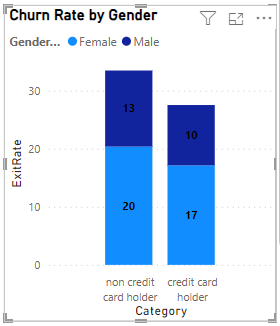 Churn Rate by Gender
Gender... Female Male
30
20
10
0
ExitRate
13
20
10
17
non credit
card holder
credit card
holder
Category